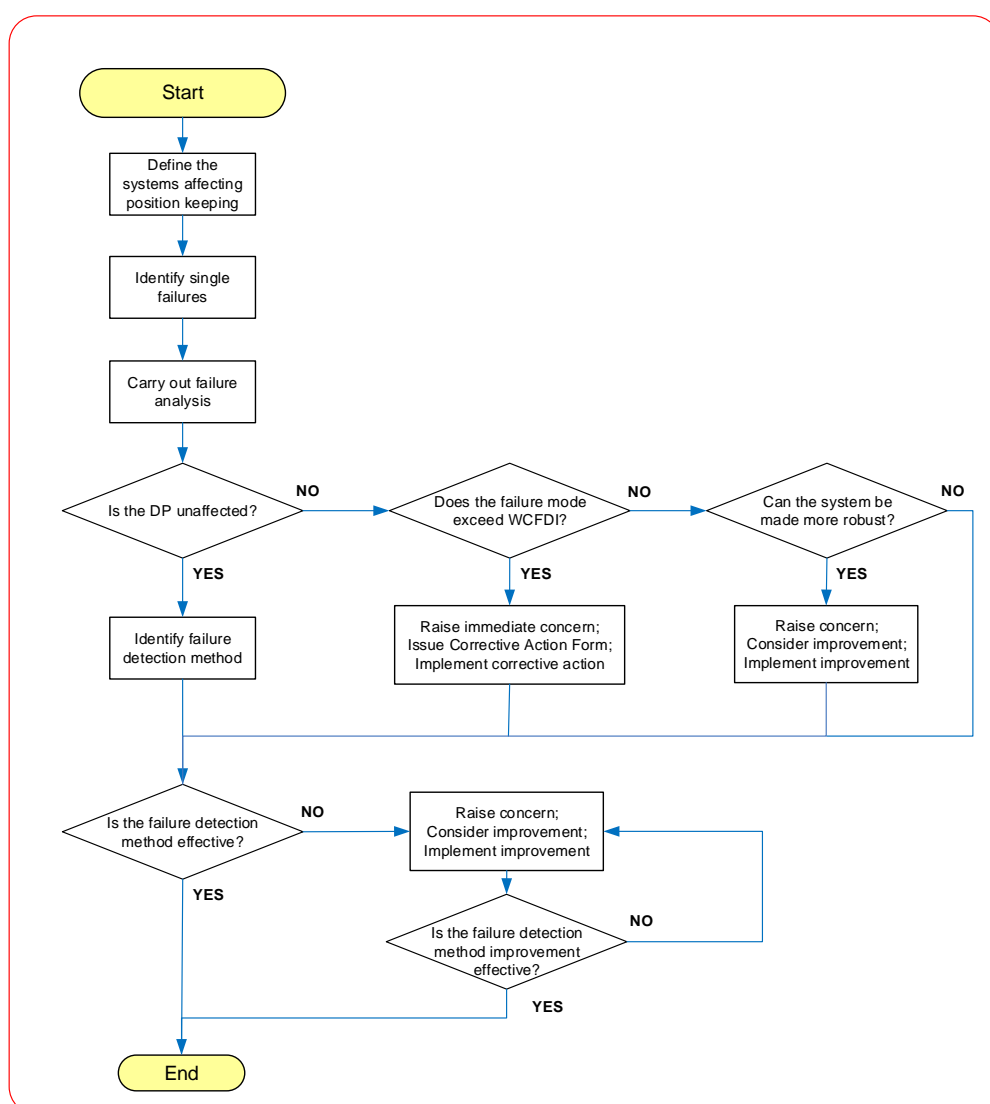 Start
Define the
systems affecting
position keeping
Identify single
failures
Carry out failure
analysis
Is the DP unaffected?
NO
Does the failure mode
exceed WCFDI?
NO
Can the system be
made more robust?
NO
YES
YES
YES
Identify failure
detection method
Raise immediate concern;
Issue Corrective Action Form;
Implement corrective action
Raise concern;
Consider improvement;
Implement improvement
Is the failure detection
method effective?
NO
Raise concern;
Consider improvement;
Implement improvement
YES
Is the failure detection
method improvement
effective?
NO
YES
End